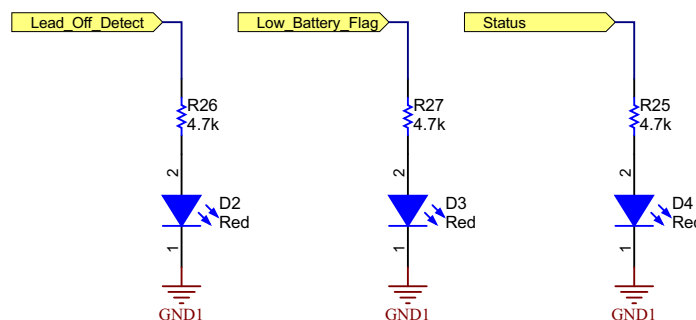 Lead_Off_Detect
Low_Battery_Flag
Status
R26
4.7k
R27
4.7k
R25
4.7k
2
2
2
D2
Red
D3
Red
D4
Red
1
1
1
GND1
GND1
GND1